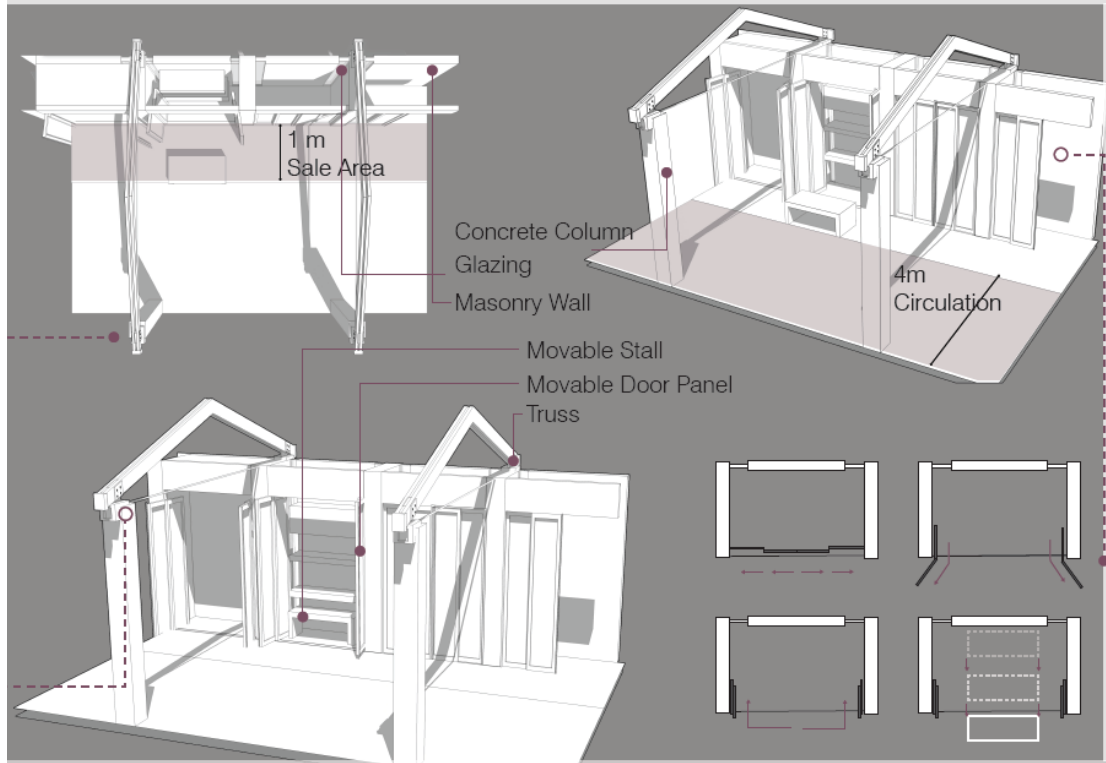 1 m
Sale Area
Concrete Column
Glazing
Masonry Wall
4m
Circulation
Movable Stall
Movable Door Panel
Truss